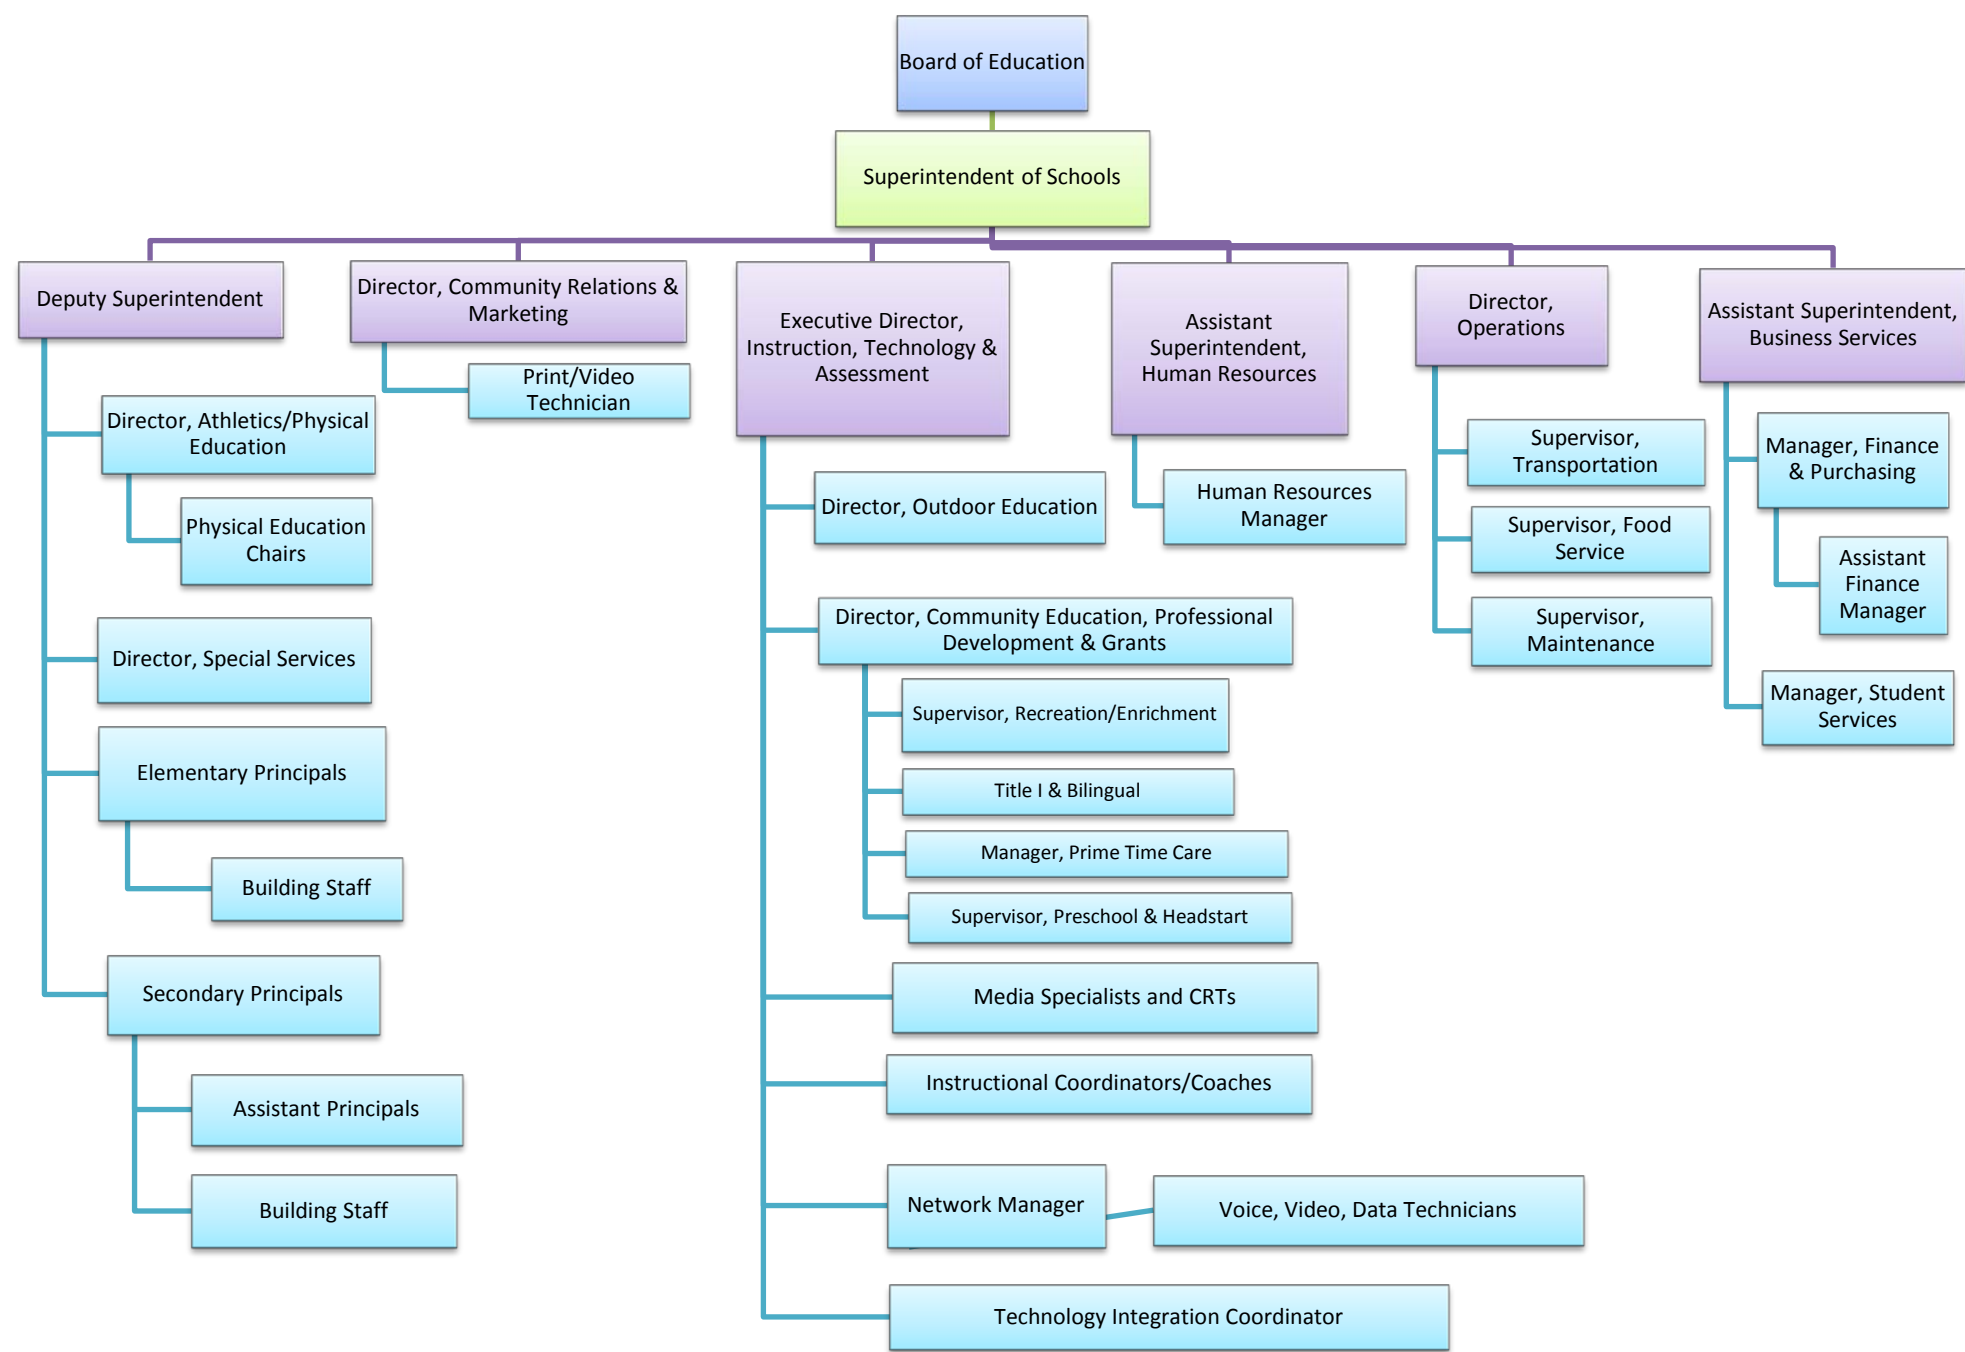 Board of Education
Superintendent of Schools
Deputy Superintendent
Director, Community Relations &
Marketing
Executive Director,
Instruction, Technology &
Assessment
Assistant
Superintendent,
Human Resources
Director,
Operations
Assistant Superintendent,
Business Services
Print/Video
Technician
Director, Athletics/Physical
Education
Physical Education
Chairs
Director, Special Services
Elementary Principals
Building Staff
Secondary Principals
Assistant Principals
Building Staff
Director, Outdoor Education
Director, Community Education, Professional
Development & Grants
Supervisor, Recreation/Enrichment
Title I & Bilingual
Manager, Prime Time Care
Supervisor, Preschool & Headstart
Media Specialists and CRTs
Instructional Coordinators/Coaches
Network Manager
Voice, Video, Data Technicians
Technology Integration Coordinator
Human Resources
Manager
Supervisor,
Transportation
Supervisor, Food
Service
Supervisor,
Maintenance
Manager, Finance
& Purchasing
Assistant
Finance
Manager
Manager, Student
Services